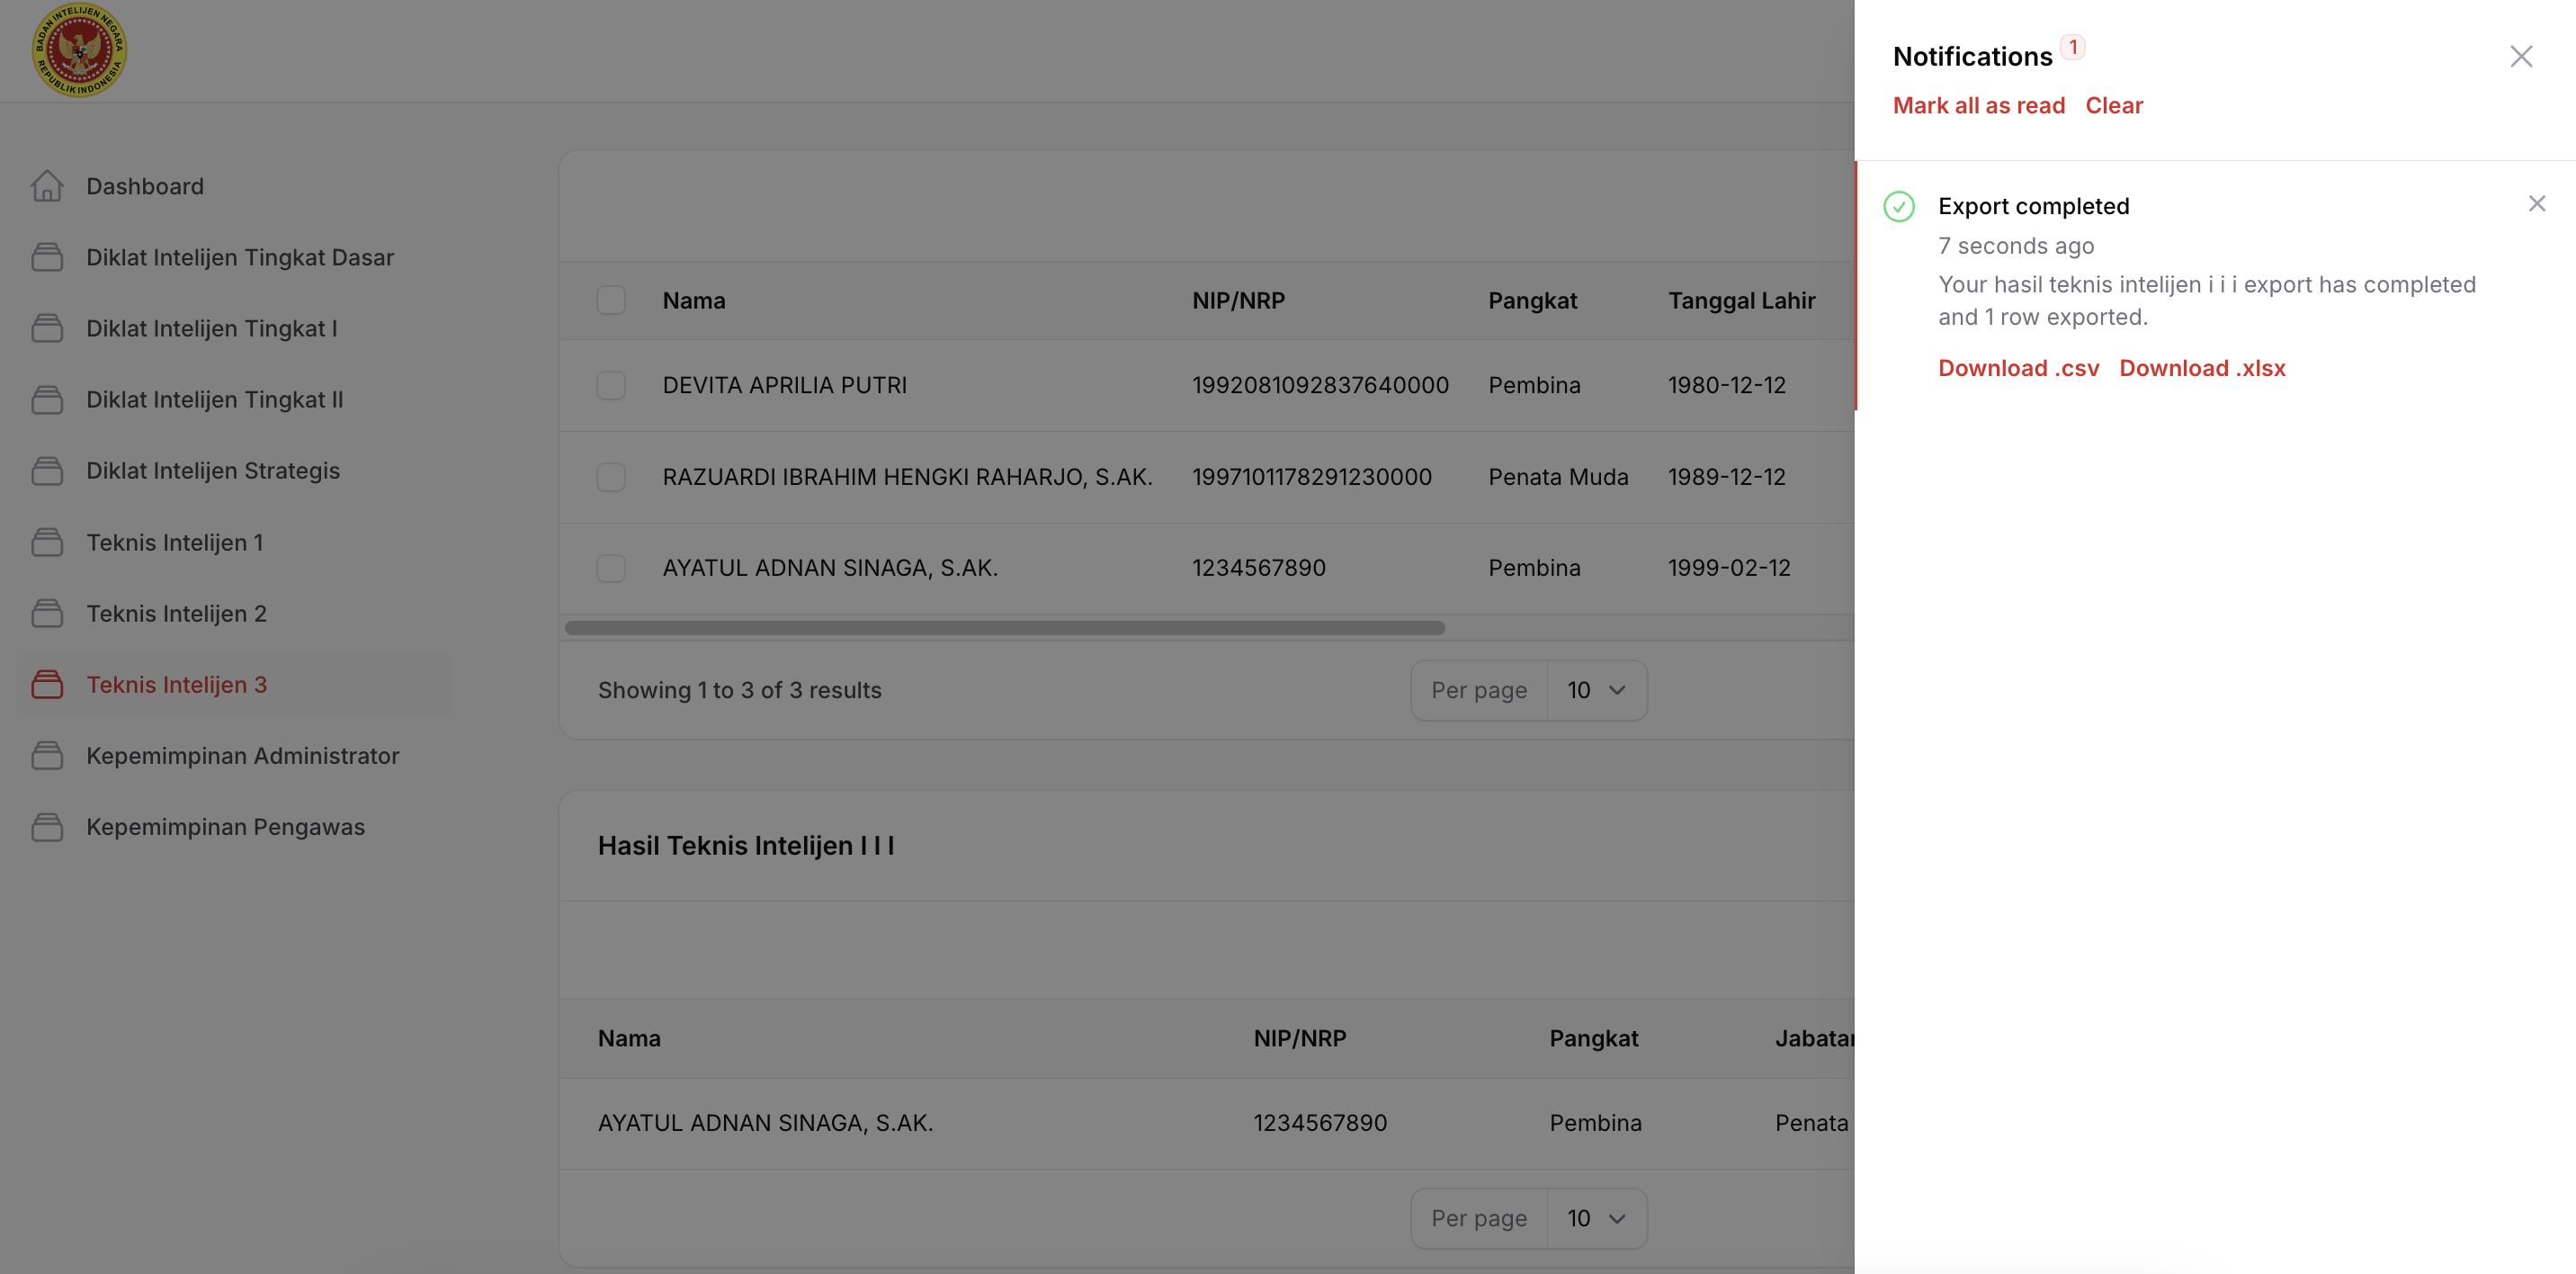 BADAN INTELIJEN NEGARA
REPUBLIK INDONESIA
Dashboard
Diklat Intelijen Tingkat Dasar
Diklat Intelijen Tingkat I
Diklat Intelijen Tingkat II
Diklat Intelijen Strategis
Teknis Intelijen 1
Teknis Intelijen 2
Teknis Intelijen 3
Kepemimpinan Administrator
Kepemimpinan Pengawas
Nama NIP/NRP Pangkat Tanggal Lahir
DEVITA APRILIA PUTRI 1992081092837640000 Pembina 1980-12-12
RAZUARDI IBRAHIM HENGKI RAHARJO, S.AK. 1997101178291230000 Penata Muda 1989-12-12
AYATUL ADNAN SINAGA, S.AK. 1234567890 Pembina 1999-02-12
Showing 1 to 3 of 3 results Per page 10
Hasil Teknis Intelijen I I I
Nama NIP/NRP Pangkat Jabatan
AYATUL ADNAN SINAGA, S.AK. 1234567890 Pembina Penata
Per page 10
Notifications 1
Mark all as read Clear
Export completed
7 seconds ago
Your hasil teknis intelijen i i i export has completed
and 1 row exported.
Download .csv Download .xlsx